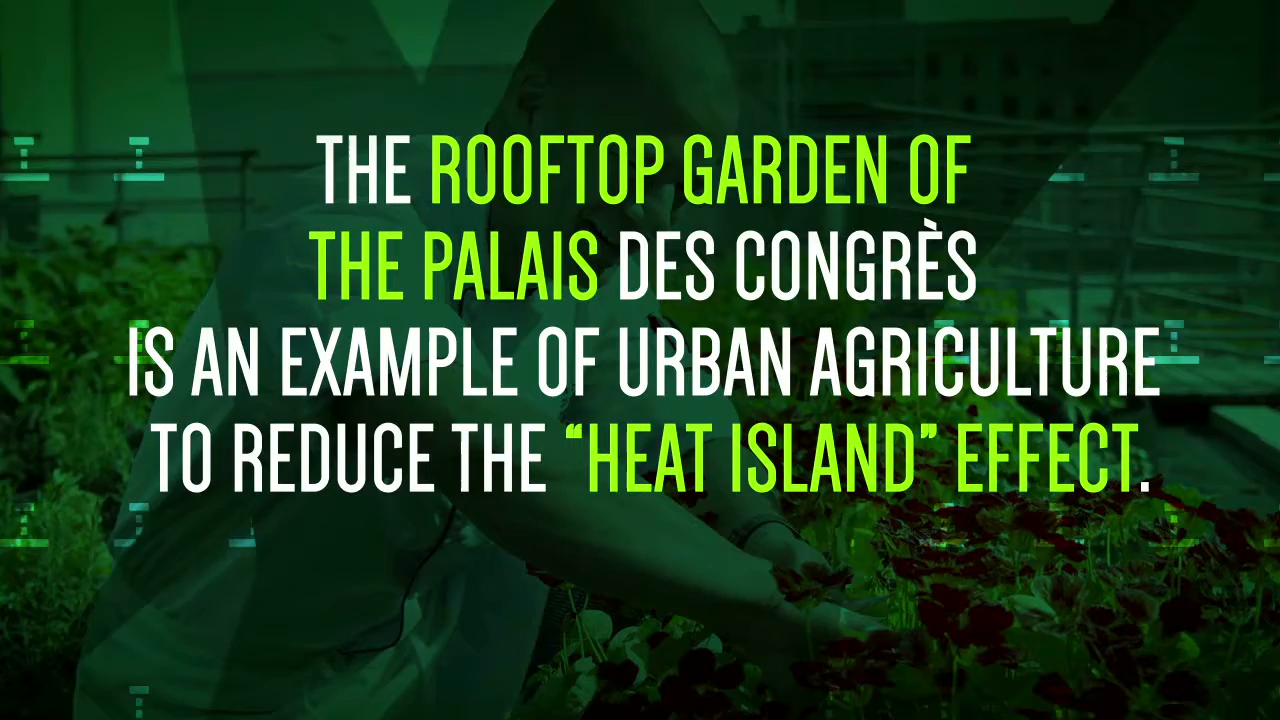 THE ROOFTOP GARDEN OF
THE PALAIS DES CONGRÈS
IS AN EXAMPLE OF URBAN AGRICULTURE
TO REDUCE THE “HEAT ISLAND” EFFECT.